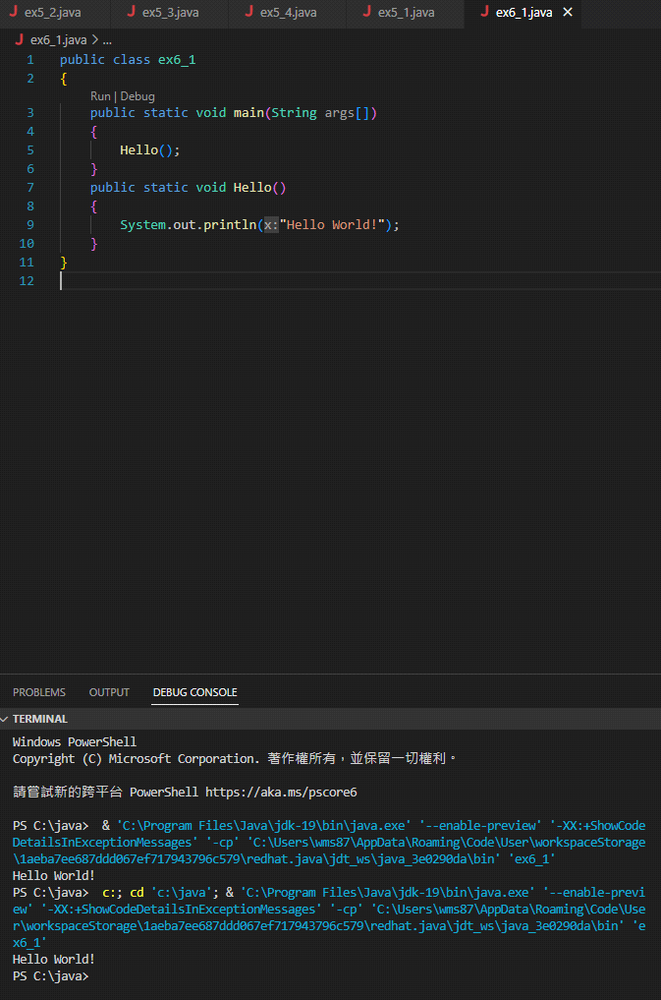 ex5_2.java ex5_3.java ex5_4.java ex5_1.java ex6_1.java
ex6_1.java > ...
1 public class ex6_1
2 {
Run | Debug
3 public static void main(String args[])
4 {
5 Hello();
6 }
7 public static void Hello()
8 {
9 System.out.println(x:"Hello World!");
10 }
11 }
12
PROBLEMS OUTPUT DEBUG CONSOLE
TERMINAL
Windows PowerShell
Copyright (C) Microsoft Corporation. 著作權所有，並保留一切權利。
請嘗試新的跨平台 PowerShell https://aka.ms/pscore6
PS C:\java>  & 'C:\Program Files\Java\jdk-19\bin\java.exe' '--enable-preview' '-XX:+ShowCode
DetailsInExceptionMessages' '-cp' 'C:\Users\wms87\AppData\Roaming\Code\User\workspaceStorage
\1aeba7ee687ddd067ef717943796c579\redhat.java\jdt_ws\java_3e0290da\bin' 'ex6_1'
Hello World!
PS C:\java>  c:; cd 'c:\java'; & 'C:\Program Files\Java\jdk-19\bin\java.exe' '--enable-previ
ew' '-XX:+ShowCodeDetailsInExceptionMessages' '-cp' 'C:\Users\wms87\AppData\Roaming\Code\Use
r\workspaceStorage\1aeba7ee687ddd067ef717943796c579\redhat.java\jdt_ws\java_3e0290da\bin' 'e
x6_1'
Hello World!
PS C:\java>